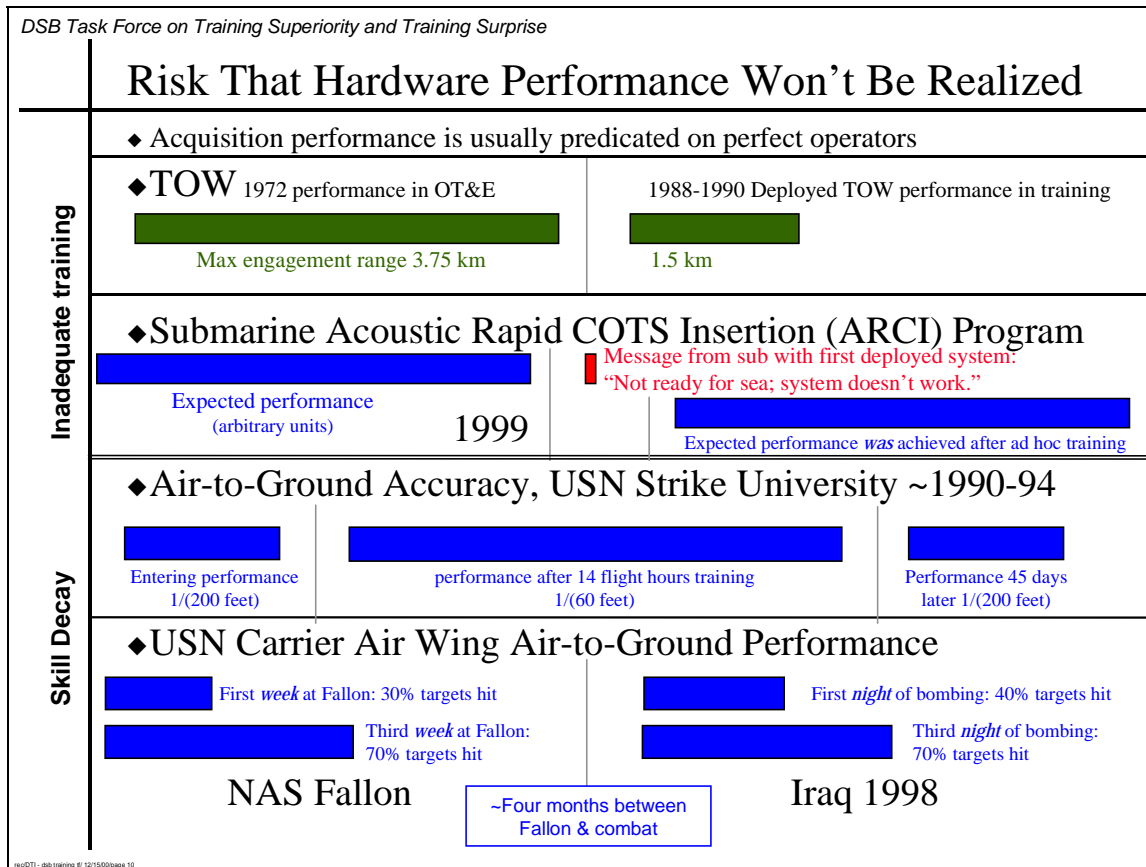 DSB Task Force on Training Superiority and Training Surprise
Risk That Hardware Performance Won't Be Realized
◆ Acquisition performance is usually predicated on perfect operators
Inadequate training
◆TOW 1972 performance in OT&E
1988-1990 Deployed TOW performance in training
Max engagement range 3.75 km
1.5 km
◆Submarine Acoustic Rapid COTS Insertion (ARCI) Program
Message from sub with first deployed system:
“Not ready for sea; system doesn't work.”
Expected performance
(arbitrary units)
1999
Expected performance was achieved after ad hoc training
Skill Decay
◆Air-to-Ground Accuracy, USN Strike University ~1990-94
Entering performance
1/(200 feet)
performance after 14 flight hours training
1/(60 feet)
Performance 45 days
later 1/(200 feet)
◆USN Carrier Air Wing Air-to-Ground Performance
First week at Fallon: 30% targets hit
First night of bombing: 40% targets hit
Third week at Fallon:
70% targets hit
Third night of bombing:
70% targets hit
NAS Fallon
Iraq 1998
~Four months between
Fallon & combat